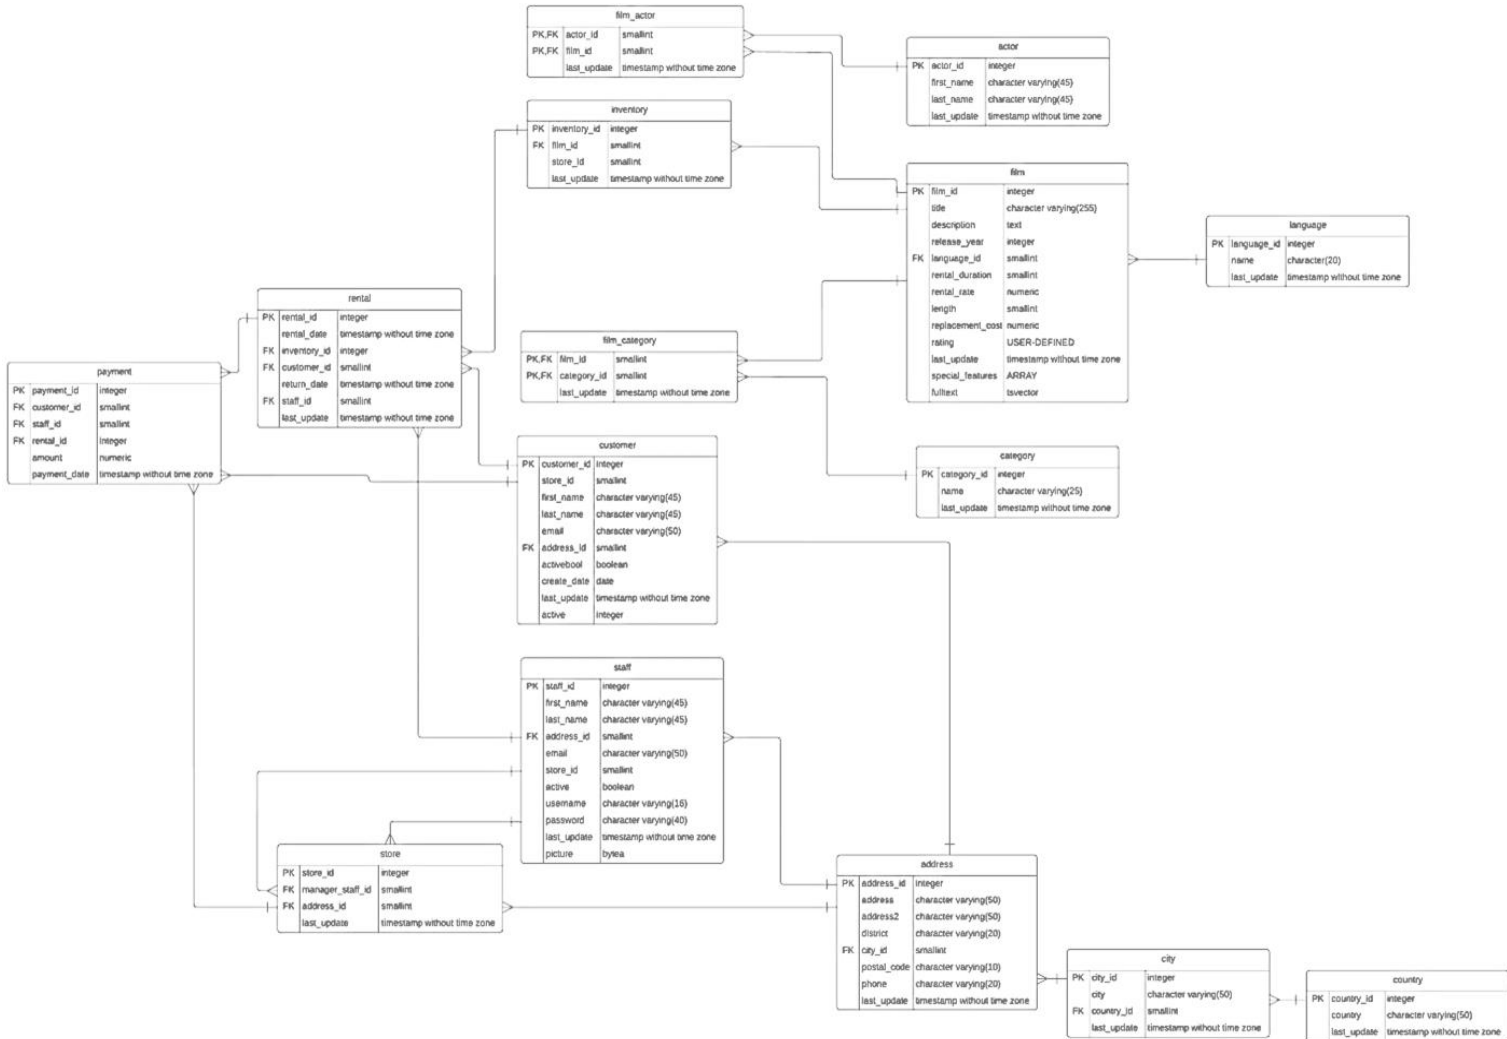 film_actor
PK,FK actor_id smallint
PK,FK film_id smallint
last_update timestamp without time zone
actor
PK actor_id integer
first_name character varying(45)
last_name character varying(45)
last_update timestamp without time zone
inventory
PK inventory_id integer
FK film_id smallint
store_id smallint
last_update timestamp without time zone
film
PK film_id integer
title character varying(255)
description text
release_year integer
FK language_id smallint
rental_duration smallint
rental_rate numeric
length smallint
replacement_cost numeric
rating USER-DEFINED
last_update timestamp without time zone
special_features ARRAY
fulltext tsvector
language
PK language_id integer
name character(20)
last_update timestamp without time zone
rental
PK rental_id integer
rental_date timestamp without time zone
FK inventory_id integer
FK customer_id smallint
return_date timestamp without time zone
FK staff_id smallint
last_update timestamp without time zone
film_category
PK,FK film_id smallint
PK,FK category_id smallint
last_update timestamp without time zone
payment
PK payment_id integer
FK customer_id smallint
FK staff_id smallint
FK rental_id integer
amount numeric
payment_date timestamp without time zone
customer
PK customer_id integer
store_id smallint
first_name character varying(45)
last_name character varying(45)
email character varying(50)
FK address_id smallint
activebool boolean
create_date date
last_update timestamp without time zone
active integer
category
PK category_id integer
name character varying(25)
last_update timestamp without time zone
staff
PK staff_id integer
first_name character varying(45)
last_name character varying(45)
FK address_id smallint
email character varying(50)
store_id smallint
active boolean
username character varying(16)
password character varying(40)
last_update timestamp without time zone
picture bytea
store
PK store_id integer
FK manager_staff_id smallint
FK address_id smallint
last_update timestamp without time zone
address
PK address_id integer
address character varying(50)
address2 character varying(50)
district character varying(20)
FK city_id smallint
postal_code character varying(10)
phone character varying(20)
last_update timestamp without time zone
city
PK city_id integer
city character varying(50)
FK country_id smallint
last_update timestamp without time zone
country
PK country_id integer
country character varying(50)
last_update timestamp without time zone